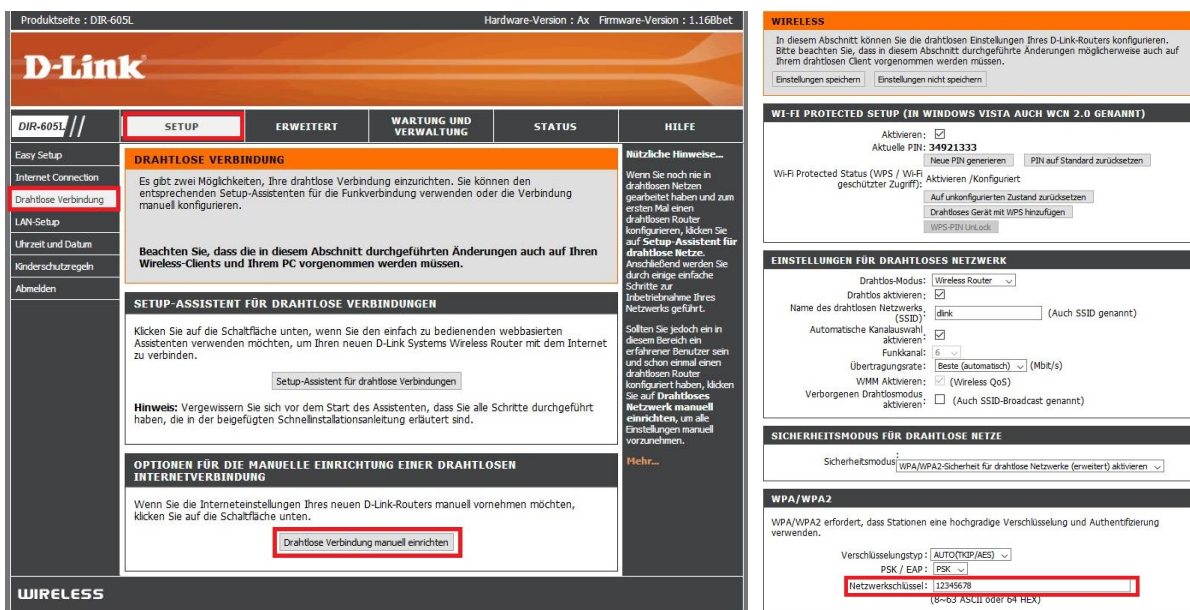 Produktseite : DIR-605L
Hardware-Version : Ax Firmware-Version : 1.16Bbet
D-Link
DIR-605L
SETUP
ERWEITERT
WARTUNG UND
VERWALTUNG
STATUS
HILFE
Easy Setup
Internet Connection
Drahtlose Verbindung
LAN-Setup
Uhrzeit und Datum
Kinderschutzregeln
Abmelden
DRAHTLOSE VERBINDUNG
Es gibt zwei Möglichkeiten, Ihre drahtlose Verbindung einzurichten. Sie können den
entsprechenden Setup-Assistenten für die Funkverbindung verwenden oder die Verbindung
manuell konfigurieren.
Beachten Sie, dass die in diesem Abschnitt durchgeführten Änderungen auch auf Ihren
Wireless-Clients und Ihrem PC vorgenommen werden müssen.
SETUP-ASSISTENT FÜR DRAHTLOSE VERBINDUNGEN
Klicken Sie auf die Schaltfläche unten, wenn Sie den einfach zu bedienenden webbasierten
Assistenten verwenden möchten, um Ihren neuen D-Link Systems Wireless Router mit dem Internet
zu verbinden.
Setup-Assistent für drahtlose Verbindungen
Hinweis: Vergewissern Sie sich vor dem Start des Assistenten, dass Sie alle Schritte durchgeführt
haben, die in der beigefügten Schnellinstallationsanleitung erläutert sind.
OPTIONEN FÜR DIE MANUELLE EINRICHTUNG EINER DRAHTLOSEN
INTERNETVERBINDUNG
Wenn Sie die Interneteinstellungen Ihres neuen D-Link-Routers manuell vornehmen möchten,
klicken Sie auf die Schaltfläche unten.
Drahtlose Verbindung manuell einrichten
Nützliche Hinweise...
Wenn Sie noch nie in
drahtlosen Netzen
gearbeitet haben und zum
ersten Mal einen
drahtlosen Router
konfigurieren, klicken Sie
auf Setup-Assistent für
drahtlose Netze.
Anschließend werden Sie
durch einige einfache
Schritte zur
Inbetriebnahme Ihres
Netzwerks geführt.
Sollten Sie jedoch ein in
diesem Bereich ein
erfahrener Benutzer sein
und schon einmal einen
drahtlosen Router
konfiguriert haben, klicken
Sie auf Drahtloses
Netzwerk manuell
einrichten, um alle
Einstellungen manuell
vorzunehmen.
Mehr...
WIRELESS
WIRELESS
In diesem Abschnitt können Sie die drahtlosen Einstellungen Ihres D-Link-Routers konfigurieren.
Bitte beachten Sie, dass in diesem Abschnitt durchgeführte Änderungen möglicherweise auch auf
Ihrem drahtlosen Client vorgenommen werden müssen.
Einstellungen speichern Einstellungen nicht speichern
WI-FI PROTECTED SETUP (IN WINDOWS VISTA AUCH WCN 2.0 GENANNT)
Aktivieren:
Aktuelle PIN: 34921333
Neue PIN generieren PIN auf Standard zurücksetzen
Wi-Fi Protected Status (WPS / Wi-Fi
geschützter Zugriff): Aktivieren /Konfiguriert
Auf unkonfigurierten Zustand zurücksetzen
Drahtloses Gerät mit WPS hinzufügen
WPS-PIN UnLock
EINSTELLUNGEN FÜR DRAHTLOSES NETZWERK
Drahtlos-Modus: Wireless Router
Drahtlos aktivieren:
Name des drahtlosen Netzwerks
(SSID): dlink (Auch SSID genannt)
Automatische Kanalauswahl
aktivieren:
Funkkanal: 6
Übertragungsrate: Beste (automatisch) (Mbit/s)
WMM Aktivieren: (Wireless QoS)
Verborgenen Drahtlosmodus
aktivieren: (Auch SSID-Broadcast genannt)
SICHERHEITSMODUS FÜR DRAHTLOSE NETZE
Sicherheitsmodus: WPA/WPA2-Sicherheit für drahtlose Netzwerke (erweitert) aktivieren
WPA/WPA2
WPA/WPA2 erfordert, dass Stationen eine hochgradige Verschlüsselung und Authentifizierung
verwenden.
Verschlüsselungstyp: AUTO(TKIP/AES)
PSK / EAP: PSK
Netzwerkschlüssel: 12345678
(8~63 ASCII oder 64 HEX)